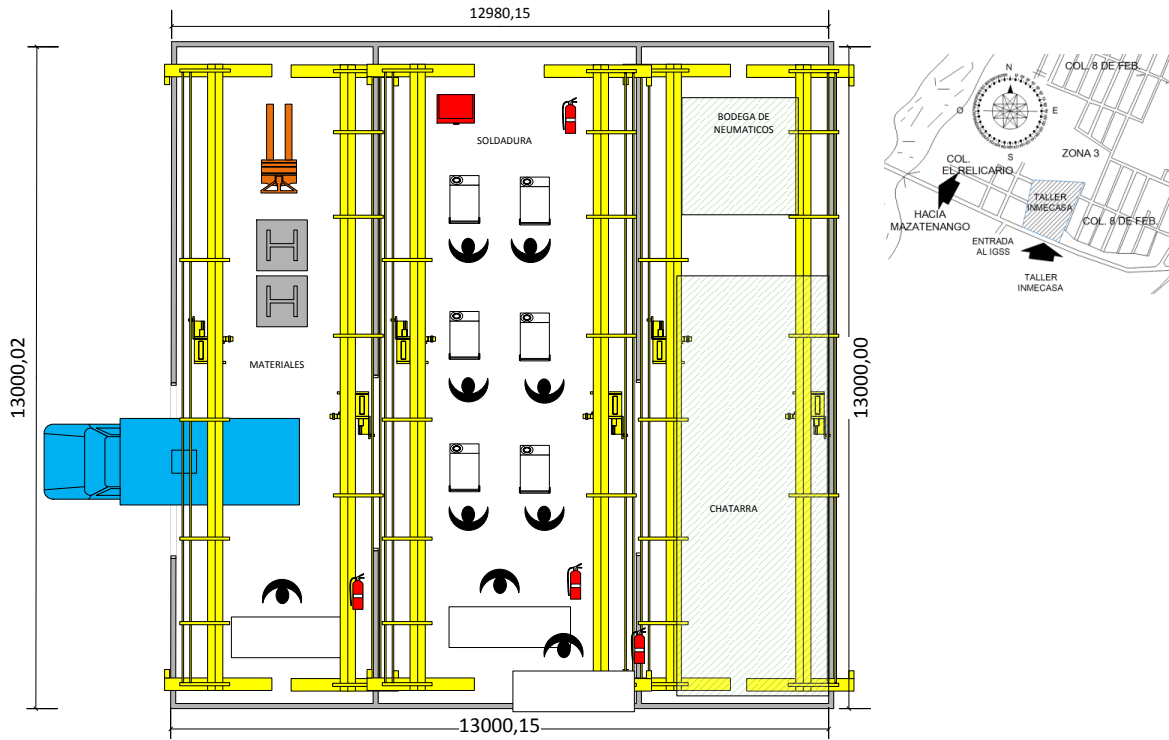 12980,15
13000,02
13000,00
13000,15
SOLDADURA
MATERIALES
BODEGA DE
NEUMATICOS
CHATARRA
N
COL. 8 DE FEB.
O
E
S
ZONA 3
COL.
EL RELICARIO
TALLER
INMECASA
HACIA
MAZATENANGO
COL. 8 DE FEB.
ENTRADA
AL IGSS
TALLER
INMECASA